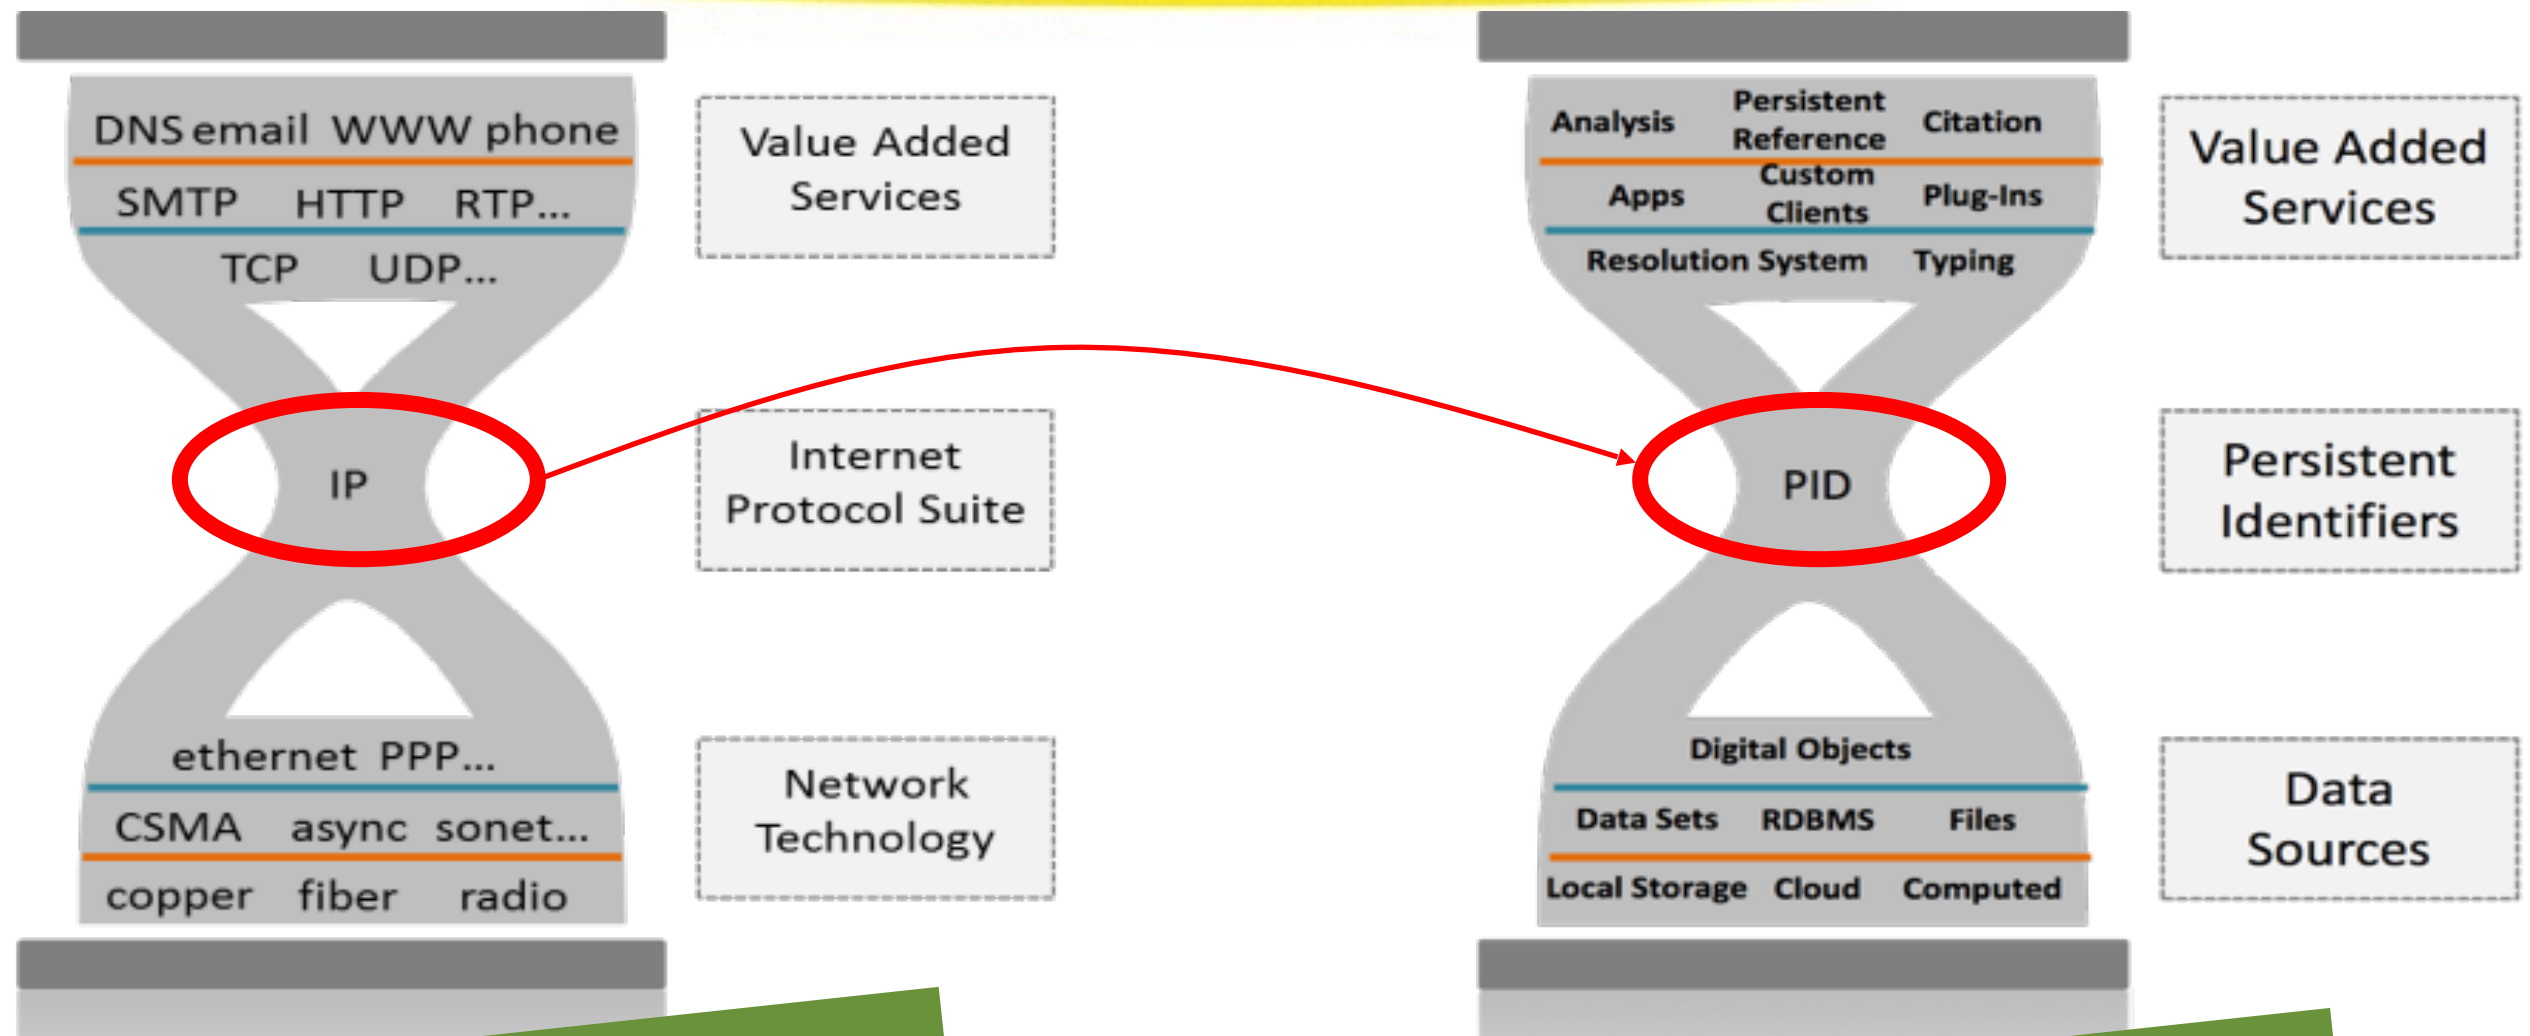 DNS email WWW phone
SMTP HTTP RTP...
TCP UDP...
IP
ethernet PPP...
CSMA async sonet...
copper fiber radio
Value Added
Services
Internet
Protocol Suite
Network
Technology
Analysis Persistent Reference Citation
Apps Custom Clients Plug-Ins
Resolution System Typing
PID
Digital Objects
Data Sets RDBMS Files
Local Storage Cloud Computed
Value Added
Services
Persistent
Identifiers
Data
Sources